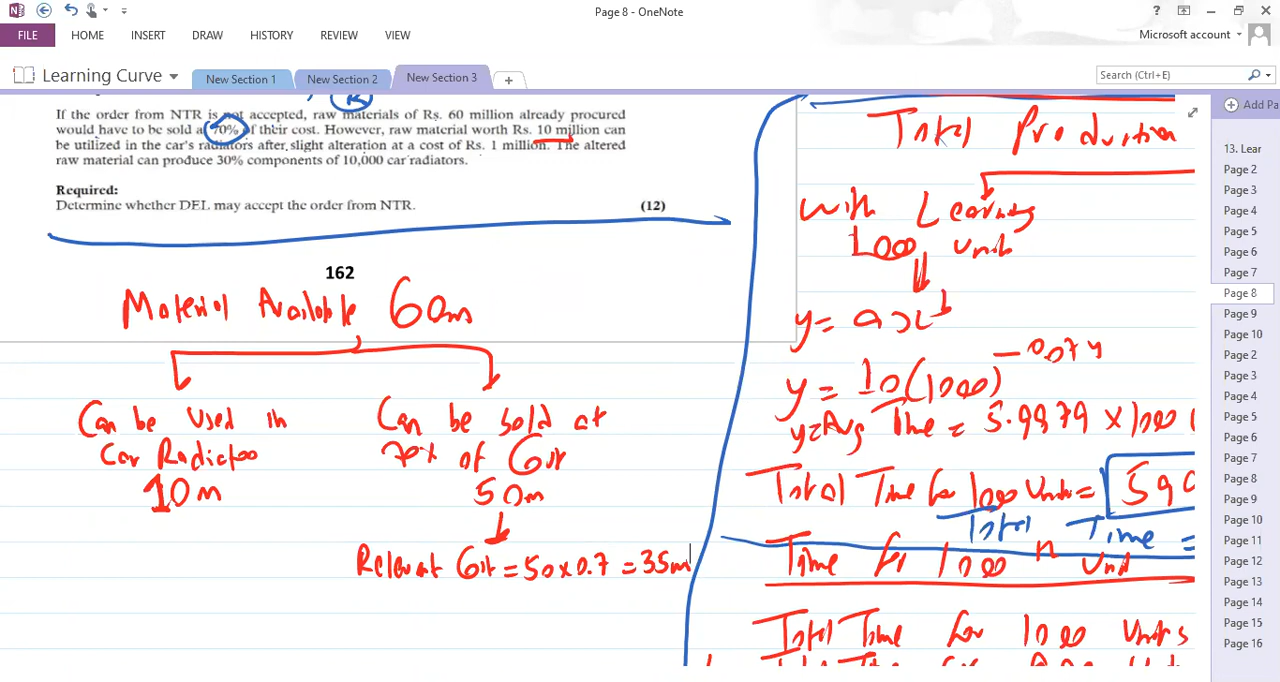 Page 8 - OneNote
FILE HOME INSERT DRAW HISTORY REVIEW VIEW
Microsoft account
Learning Curve
New Section 1
New Section 2
New Section 3
Search (Ctrl+E)
If the order from NTR is not accepted, raw materials of Rs. 60 million already procured
would have to be sold a 70% of their cost. However, raw material worth Rs. 10 million can
be utilized in the car's radiators after slight alteration at a cost of Rs. 1 million. The altered
raw material can produce 30% components of 10,000 car radiators.
Required:
Determine whether DEL may accept the order from NTR. (12)
162
Material Available 60m
Can be used in
Car Radiator
10m
Can be sold at
70% of Cost
50m
Relevant Cost = 50 x 0.7 = 35m
Total Production
With Learning
1000 unit
y = ax
y = 10(1000)
y = Avg Time = 5.9979 x 1000
Total Time for 1000 Units =
Total Time =
Time for 1000 n Unit
Total Time for 1000 Units
Add Pa
13. Lear
Page 2
Page 3
Page 4
Page 5
Page 6
Page 7
Page 8
Page 9
Page 10
Page 2
Page 3
Page 4
Page 5
Page 6
Page 7
Page 8
Page 9
Page 10
Page 11
Page 12
Page 13
Page 14
Page 15
Page 16